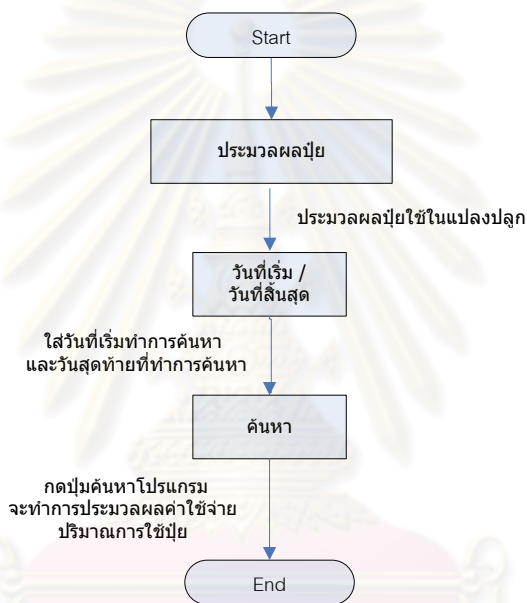 Start
ประมวลผลปุ๋ย
ประมวลผลปุ๋ยใช้ในแปลงปลูก
วันที่เริ่ม /
วันที่สิ้นสุด
ใส่วันที่เริ่มทำการค้นหา
และวันสุดท้ายที่ทำการค้นหา
ค้นหา
กดปุ่มค้นหาโปรแกรม
จะทำการประมวลผลค่าใช้จ่าย
ปริมาณการใช้ปุ๋ย
End